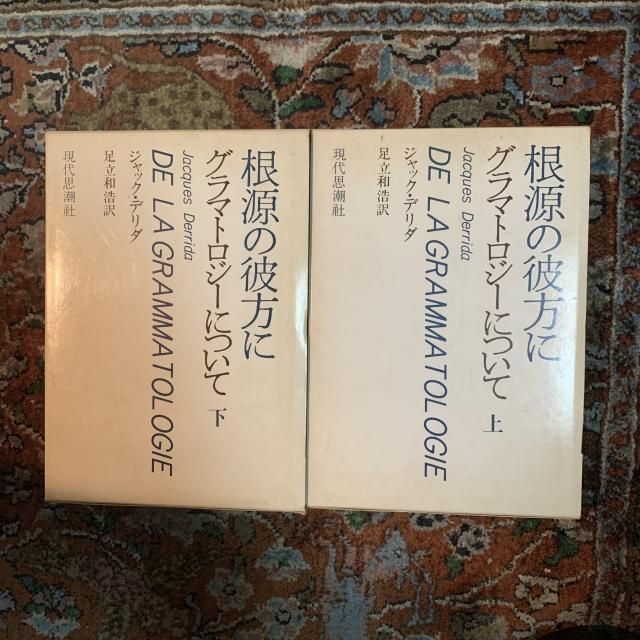 根源の彼方に
グラマトロジーについて 上
Jacques Derrida
DE LA GRAMMATOLOGIE
ジャック・デリダ
足立和浩訳
現代思潮社
根源の彼方に
グラマトロジーについて 下
Jacques Derrida
DE LA GRAMMATOLOGIE
ジャック・デリダ
足立和浩訳
現代思潮社